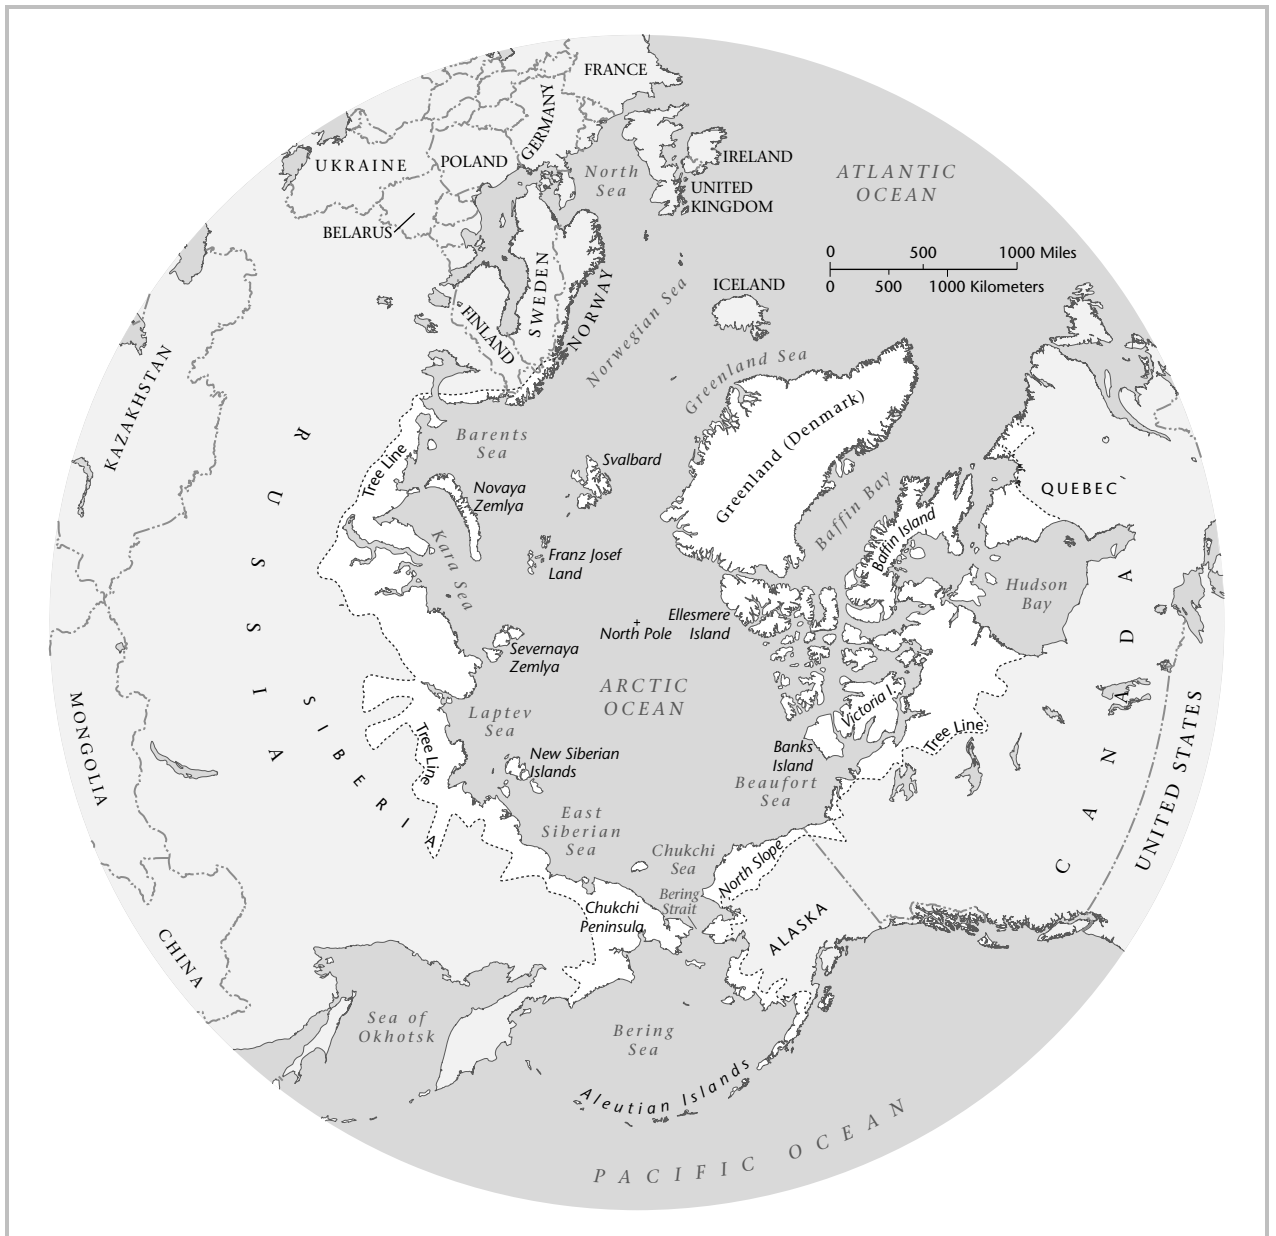 FRANCE
GERMANY
UKRAINE
POLAND
BELARUS
North
Sea
IRELAND
UNITED
KINGDOM
ATLANTIC
OCEAN
0 500 1000 Miles
0 500 1000 Kilometers
ICELAND
SWEDEN
NORWAY
FINLAND
Norwegian Sea
Greenland Sea
KAZAKHSTAN
RUSSIA
Tree Line
Barents
Sea
Svalbard
Novaya
Zemlya
Kara Sea
Franz Josef
Land
Greenland (Denmark)
Baffin Bay
Baffin Island
QUEBEC
Hudson
Bay
CANADA
North Pole
Ellesmere
Island
Severnaya
Zemlya
ARCTIC
OCEAN
Laptev
Sea
New Siberian
Islands
SIBERIA
Tree Line
MONGOLIA
CHINA
Victoria I.
Banks
Island
Tree Line
Beaufort
Sea
UNITED STATES
East
Siberian
Sea
Chukchi
Sea
North Slope
Bering
Strait
Chukchi
Peninsula
ALASKA
Sea of
Okhotsk
Bering
Sea
Aleutian Islands
PACIFIC OCEAN